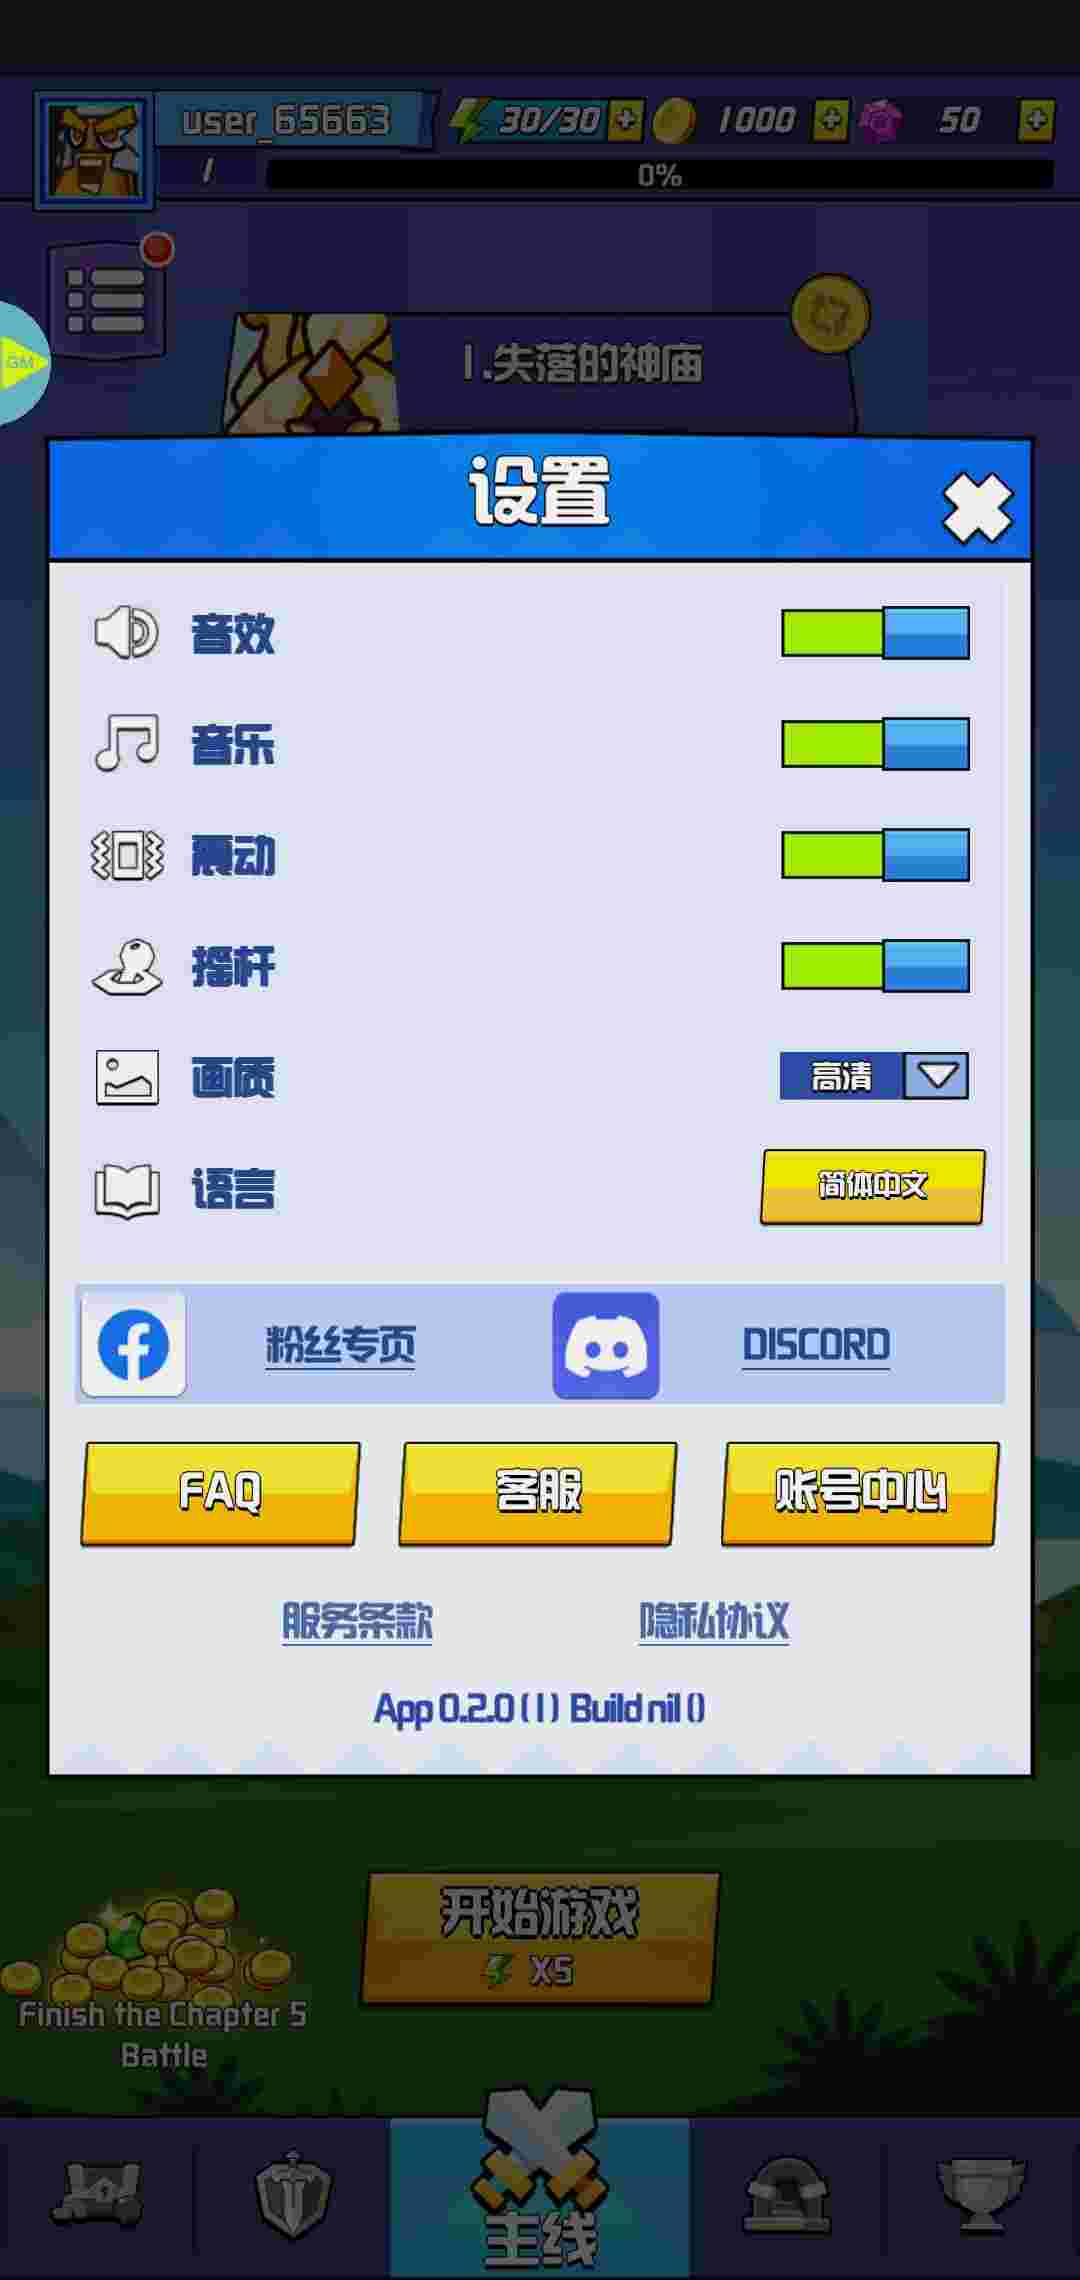 user_65663
30/30
1000
50
1
0%
GM
1.失落的神庙
设置
音效
音乐
震动
摇杆
画质
高清
语言
简体中文
粉丝专页
DISCORD
FAQ
客服
账号中心
服务条款
隐私协议
App 0.2.0 (1) Build nil ()
开始游戏
X5
Finish the Chapter 5
Battle
主线